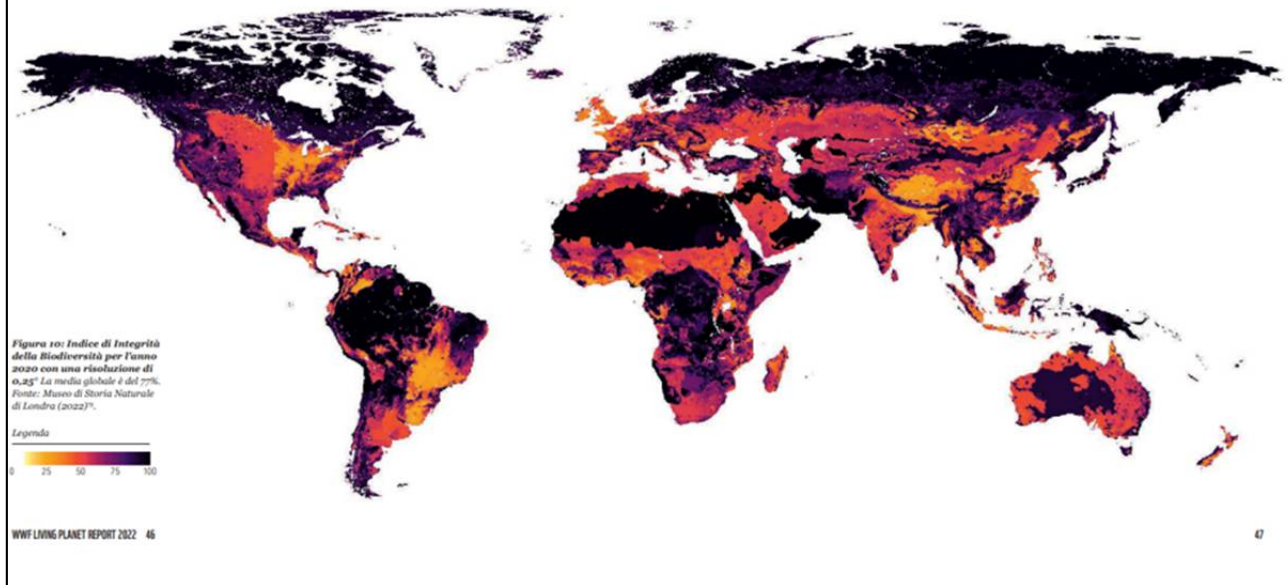 Figura 10: Indice di Integrità
della Biodiversità per l'anno
2020 con una risoluzione di
0,25° La media globale è del 77%.
Fonte: Museo di Storia Naturale
di Londra (2022)
Legenda
0 25 50 75 100
WWF LIVING PLANET REPORT 2022 46
47